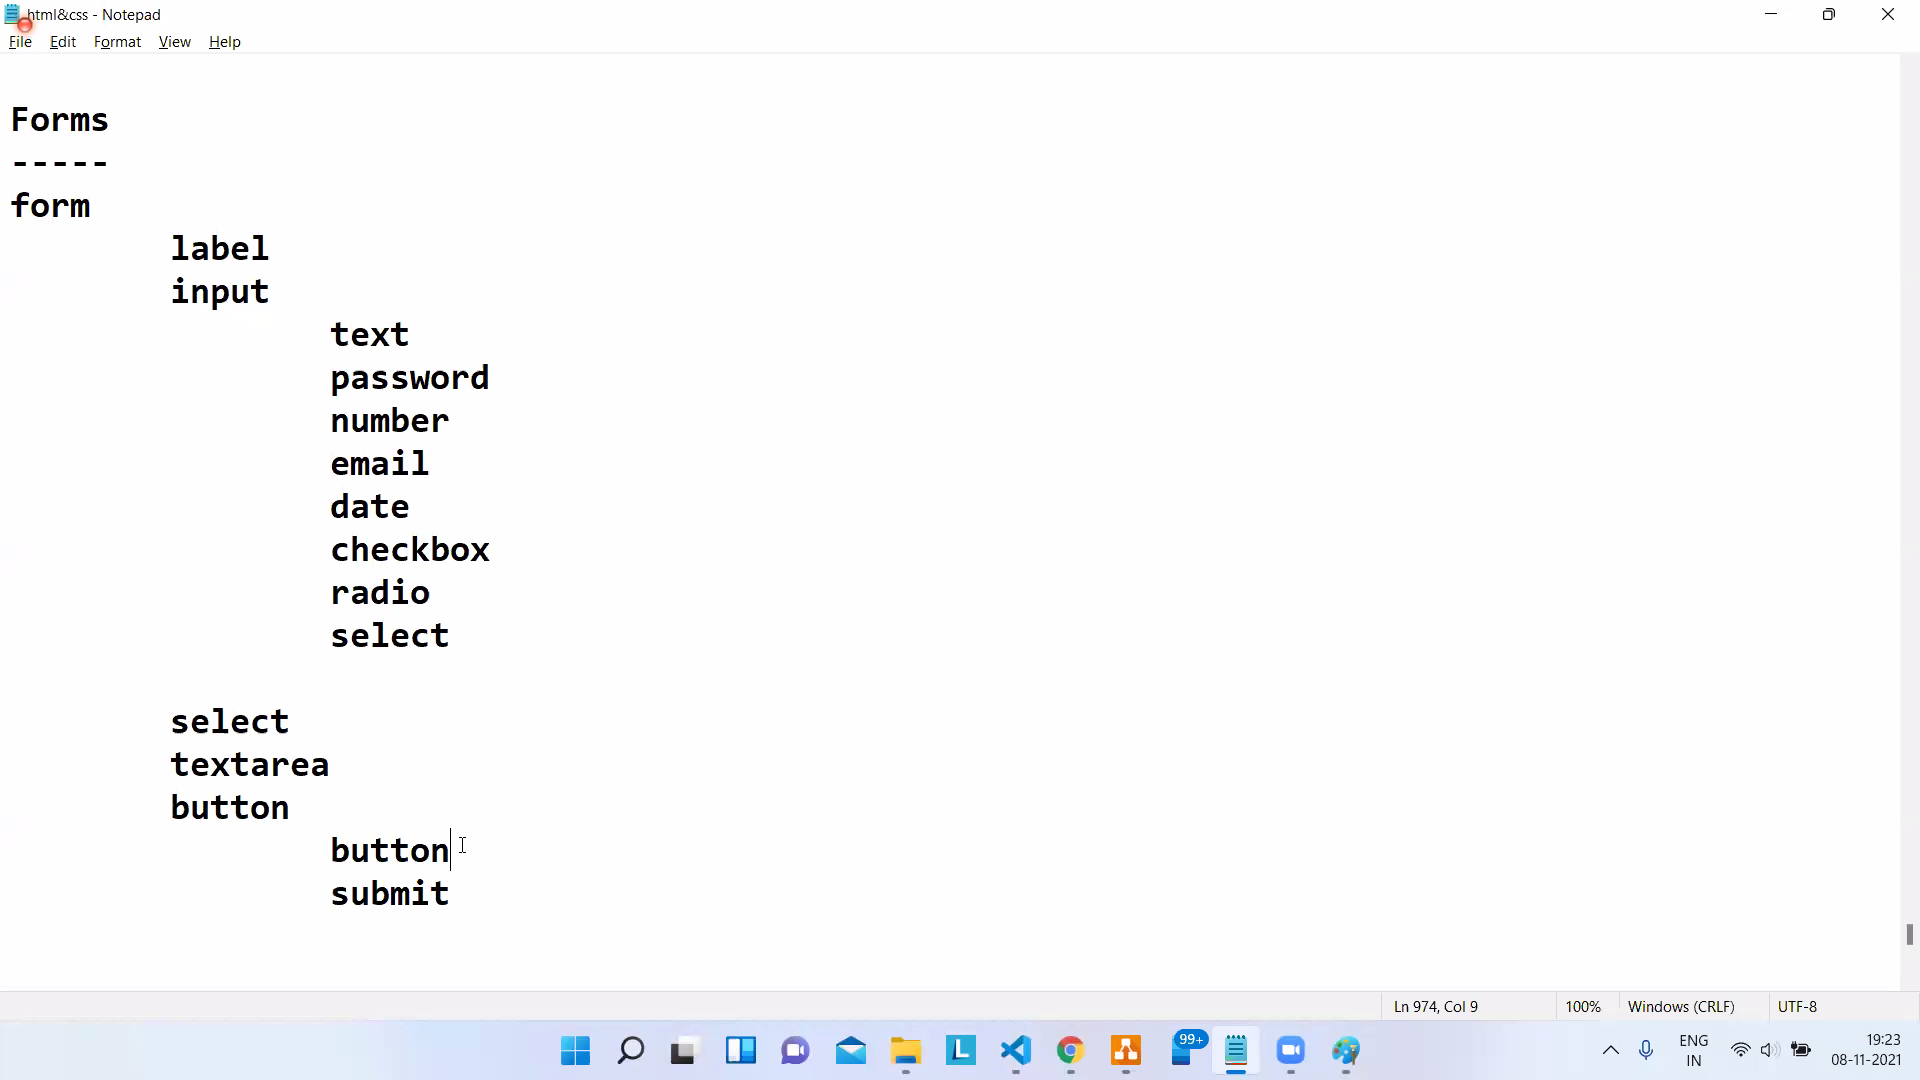 html&css - Notepad
File Edit Format View Help
Forms
-----
form
label
input
text
password
number
email
date
checkbox
radio
select
select
textarea
button
button
submit
Ln 974, Col 9 100% Windows (CRLF) UTF-8
99+
L
ENG
IN
19:23
08-11-2021